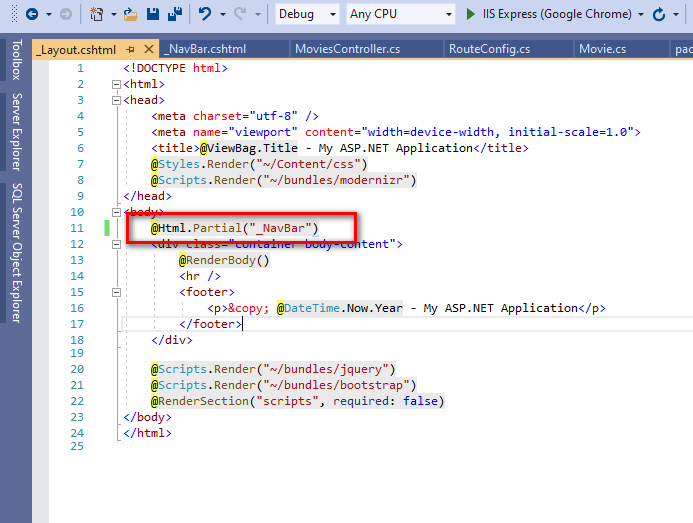 Debug Any CPU IIS Express (Google Chrome)
_Layout.cshtml _NavBar.cshtml MoviesController.cs RouteConfig.cs Movie.cs pac
Toolbox
Server Explorer
SQL Server Object Explorer
1 <!DOCTYPE html>
2 <html>
3 <head>
4 <meta charset="utf-8" />
5 <meta name="viewport" content="width=device-width, initial-scale=1.0">
6 <title>@ViewBag.Title - My ASP.NET Application</title>
7 @Styles.Render("~/Content/css")
8 @Scripts.Render("~/bundles/modernizr")
9 </head>
10 <body>
11 @Html.Partial("_NavBar")
12 <div class="container body-content">
13 @RenderBody()
14 <hr />
15 <footer>
16 <p>&copy; @DateTime.Now.Year - My ASP.NET Application</p>
17 </footer>
18 </div>
19
20 @Scripts.Render("~/bundles/jquery")
21 @Scripts.Render("~/bundles/bootstrap")
22 @RenderSection("scripts", required: false)
23 </body>
24 </html>
25